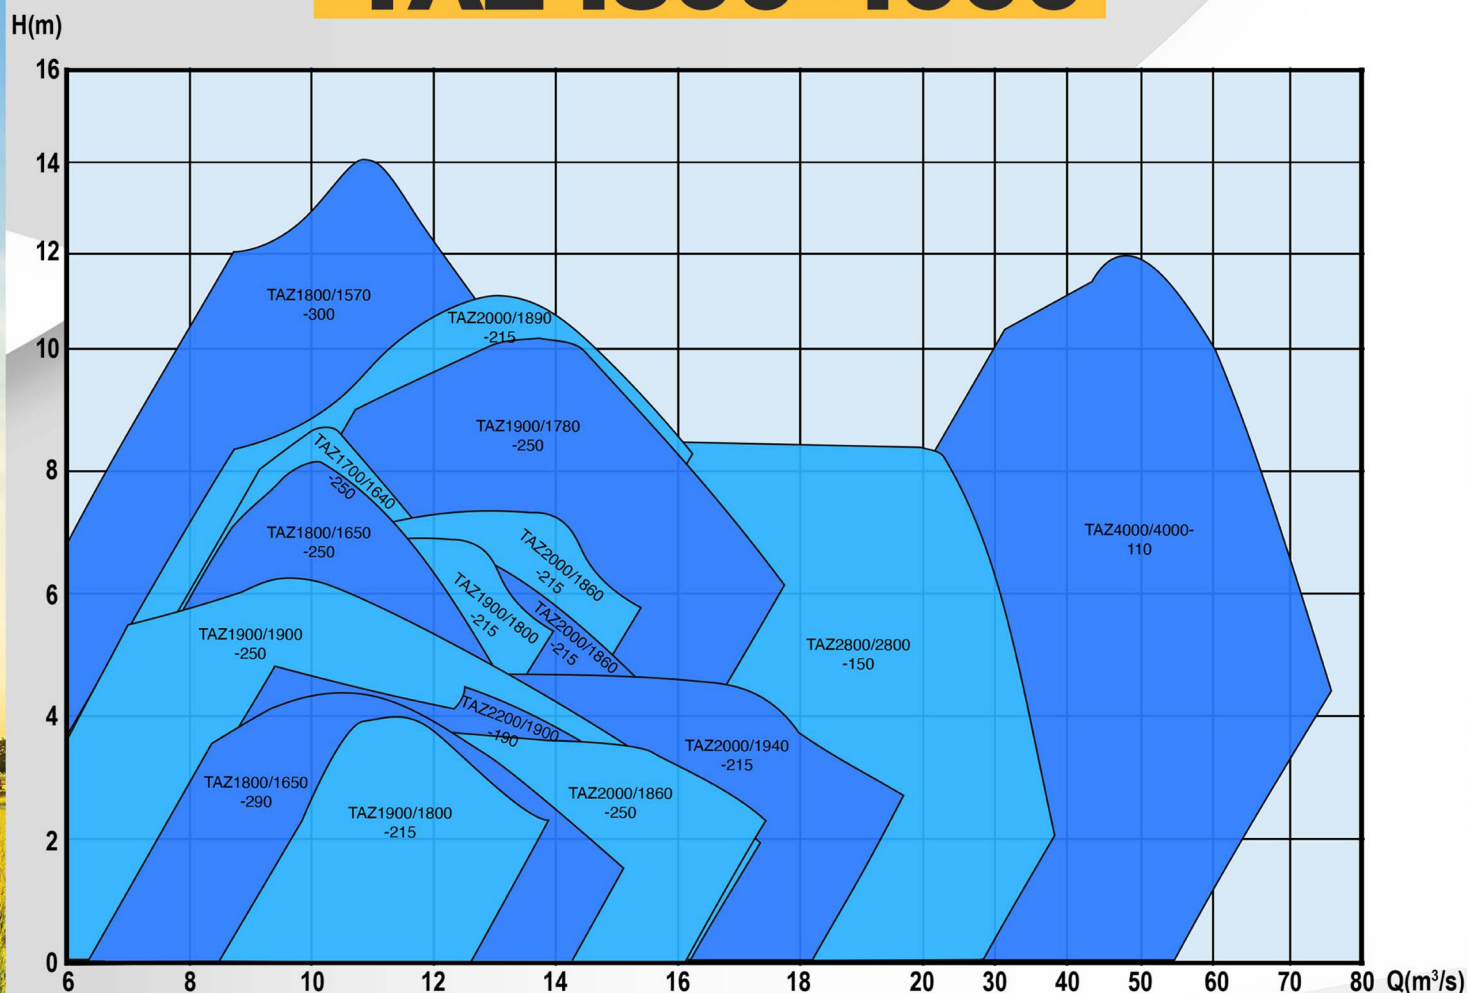 H(m)
16
14
12
10
8
6
4
2
0
TAZ1800/1570
-300
TAZ2000/1890
-215
TAZ1900/1780
-250
TAZ1700/1640
-250
TAZ1800/1650
-250
TAZ2000/1860
-215
TAZ1900/1800
-215
TAZ2000/1860
-215
TAZ4000/4000-
110
TAZ1900/1900
-250
TAZ2800/2800
-150
TAZ2200/1900
-190
TAZ2000/1940
-215
TAZ1800/1650
-290
TAZ1900/1800
-215
TAZ2000/1860
-250
6 8 10 12 14 16 18 20 30 40 50 60 70 80 Q(m³/s)